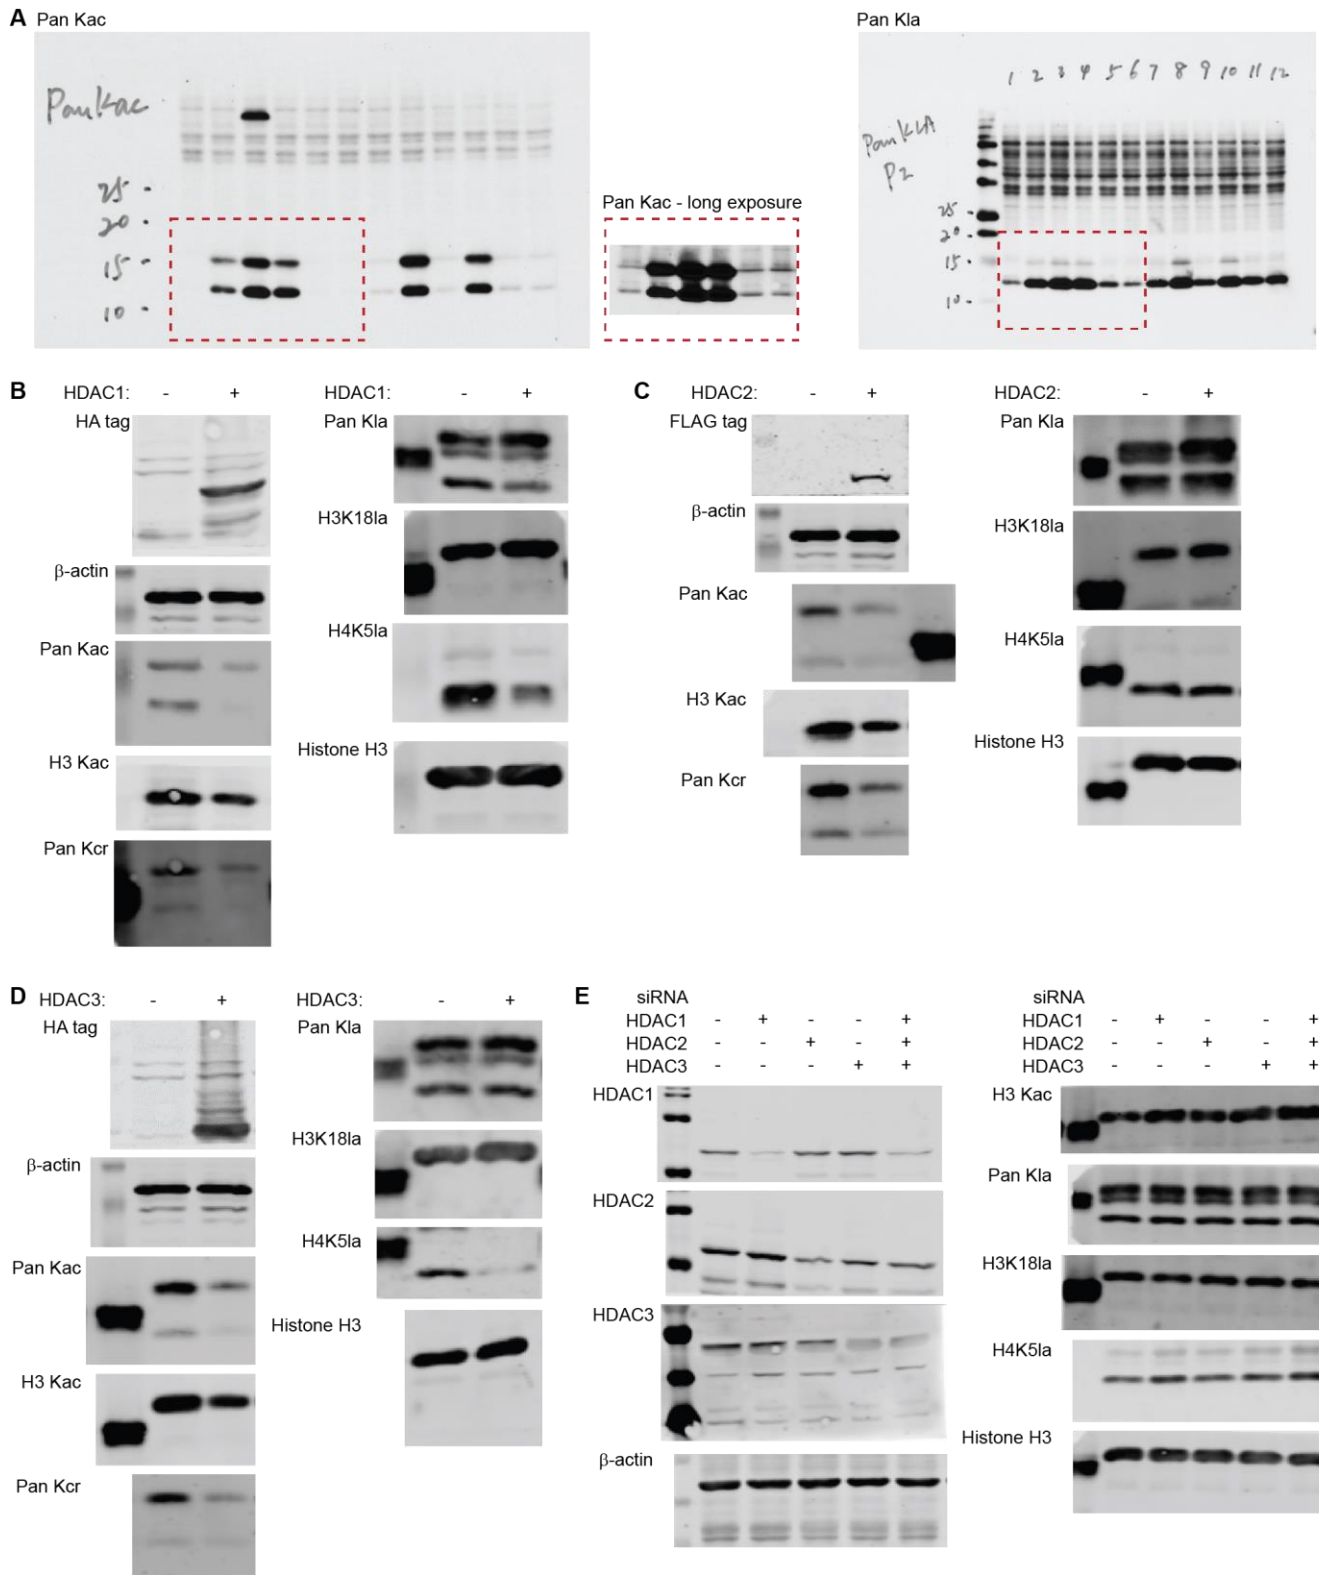 A Pan Kac
Pan Kac
25 -
20 -
15 -
10 -
Pan Kac - long exposure
Pan Kla
1 2 3 4 5 6 7 8 9 10 11 12
Pan KLA
P2
25 -
20 -
15 -
10 -
B HDAC1: - +
HA tag
β-actin
Pan Kac
H3 Kac
Pan Kcr
HDAC1: - +
Pan Kla
H3K18la
H4K5la
Histone H3
C HDAC2: - +
FLAG tag
β-actin
Pan Kac
H3 Kac
Pan Kcr
HDAC2: - +
Pan Kla
H3K18la
H4K5la
Histone H3
D HDAC3: - +
HA tag
β-actin
Pan Kac
H3 Kac
Pan Kcr
HDAC3: - +
Pan Kla
H3K18la
H4K5la
Histone H3
E siRNA
HDAC1 - + - - +
HDAC2 - - + - +
HDAC3 - - - + +
HDAC1
HDAC2
HDAC3
β-actin
siRNA
HDAC1 - + - - +
HDAC2 - - + - +
HDAC3 - - - + +
H3 Kac
Pan Kla
H3K18la
H4K5la
Histone H3